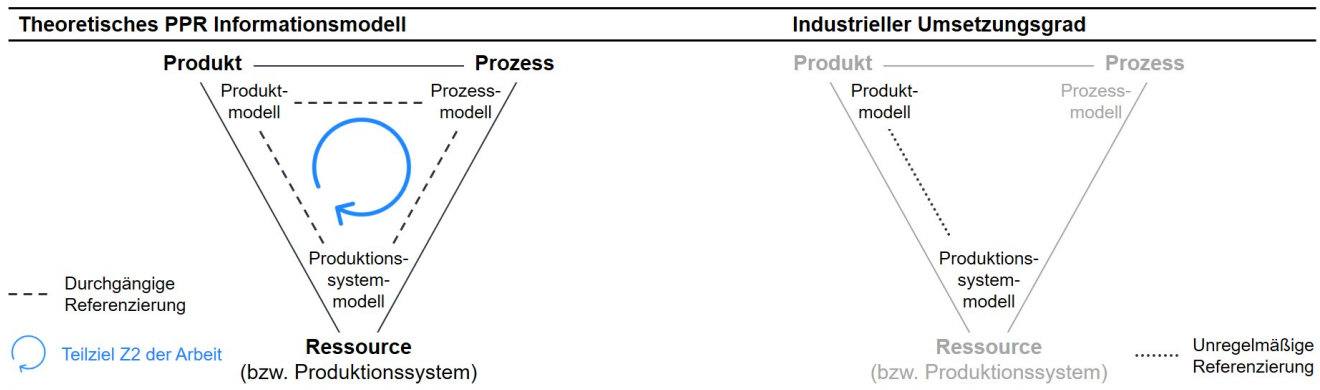 Theoretisches PPR Informationsmodell
Produkt
Prozess
Produkt-
modell
Prozess-
modell
Produktions-
system-
modell
Durchgängige
Referenzierung
Teilziel Z2 der Arbeit
Ressource
(bzw. Produktionssystem)
Industrieller Umsetzungsgrad
Produkt
Prozess
Produkt-
modell
Prozess-
modell
Produktions-
system-
modell
Ressource
(bzw. Produktionssystem)
Unregelmäßige
Referenzierung